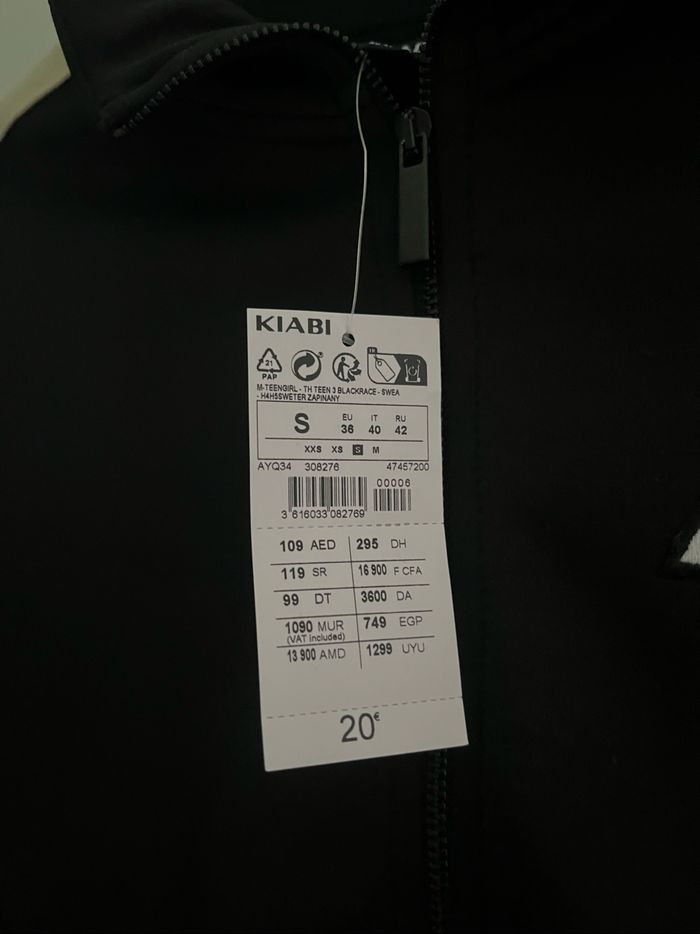 KIABI
21
PAP
M-TEENGIRL - TH TEEN 3 BLACKRACE - SWEA
- H4H5SWETER ZAPINANY
S
EU IT RU
36 40 42
XXS XS S M
AYQ34 308276 47457200
00006
3 616033 082769
109 AED 295 DH
119 SR 16 900 F CFA
99 DT 3600 DA
1090 MUR 749 EGP
(VAT included)
13 900 AMD 1299 UYU
20€